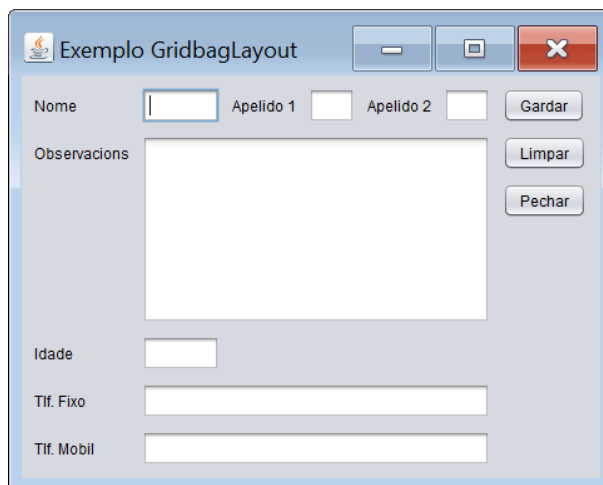 Exemplo GridbagLayout
Nome Apelido 1 Apelido 2 Gardar
Observacions Limpar
Pechar
Idade
Tlf. Fixo
Tlf. Mobil